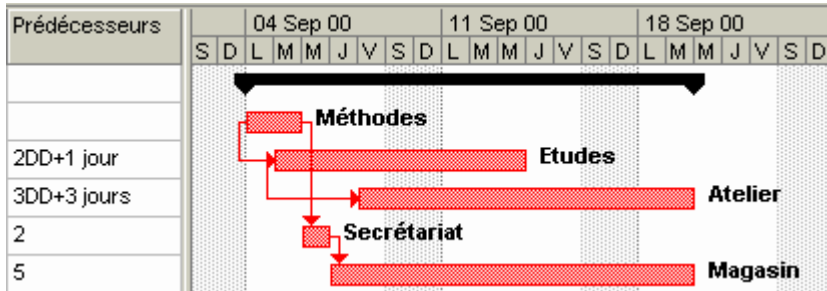 Prédécesseurs
04 Sep 00 11 Sep 00 18 Sep 00
S D L M M J V S D L M M J V S D L M M J V S D
Méthodes
2DD+1 jour Etudes
3DD+3 jours Atelier
2 Secrétariat
5 Magasin